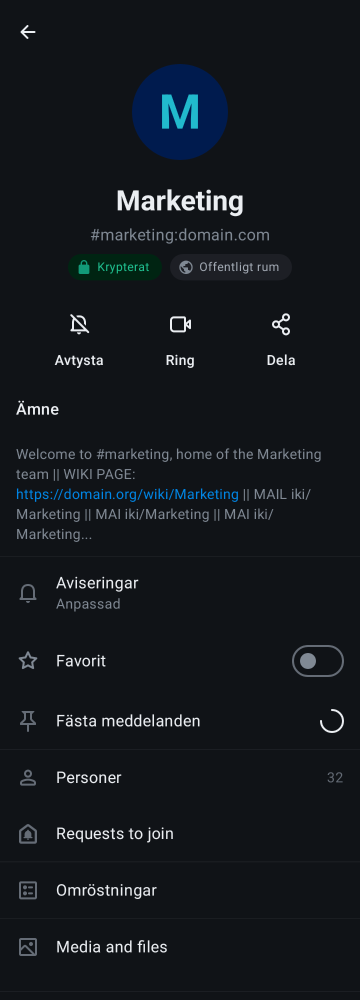 M
Marketing
#marketing:domain.com
Krypterat
Offentligt rum
Avtysta
Ring
Dela
Ämne
Welcome to #marketing, home of the Marketing
team || WIKI PAGE:
https://domain.org/wiki/Marketing || MAIL iki/
Marketing || MAI iki/Marketing || MAI iki/
Marketing...
Aviseringar
Anpassad
Favorit
Fästa meddelanden
Personer
32
Requests to join
Omröstningar
Media and files